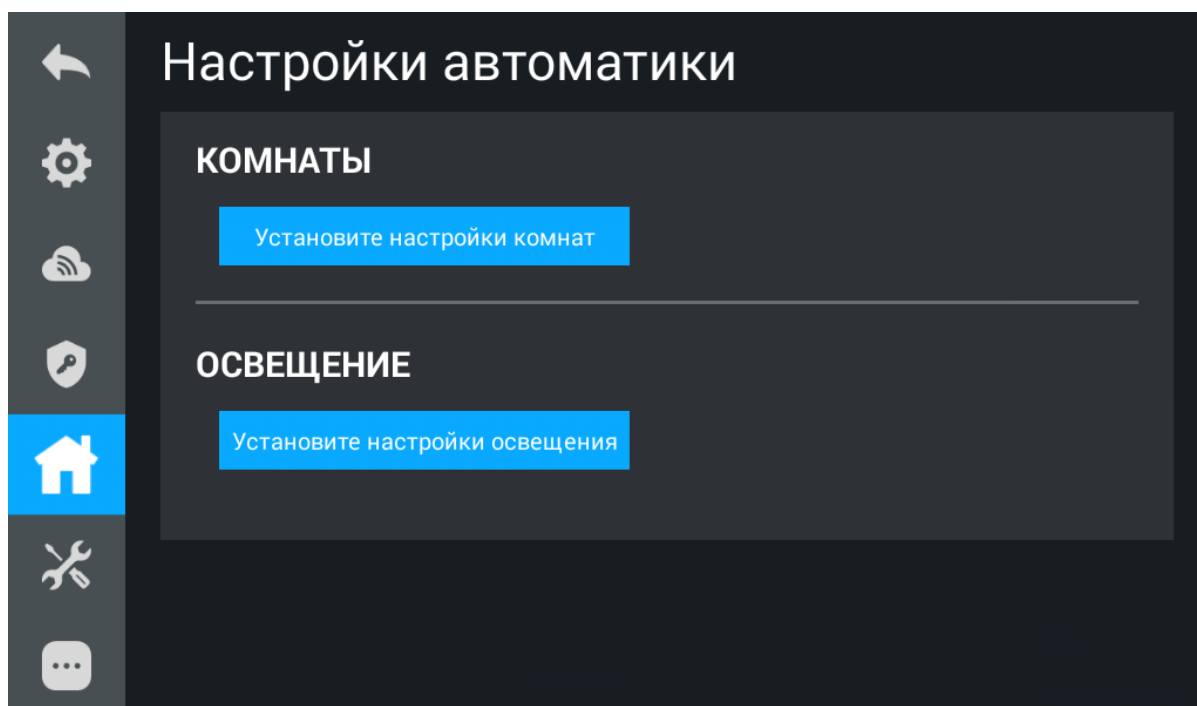 Настройки автоматики
КОМНАТЫ
Установите настройки комнат
ОСВЕЩЕНИЕ
Установите настройки освещения